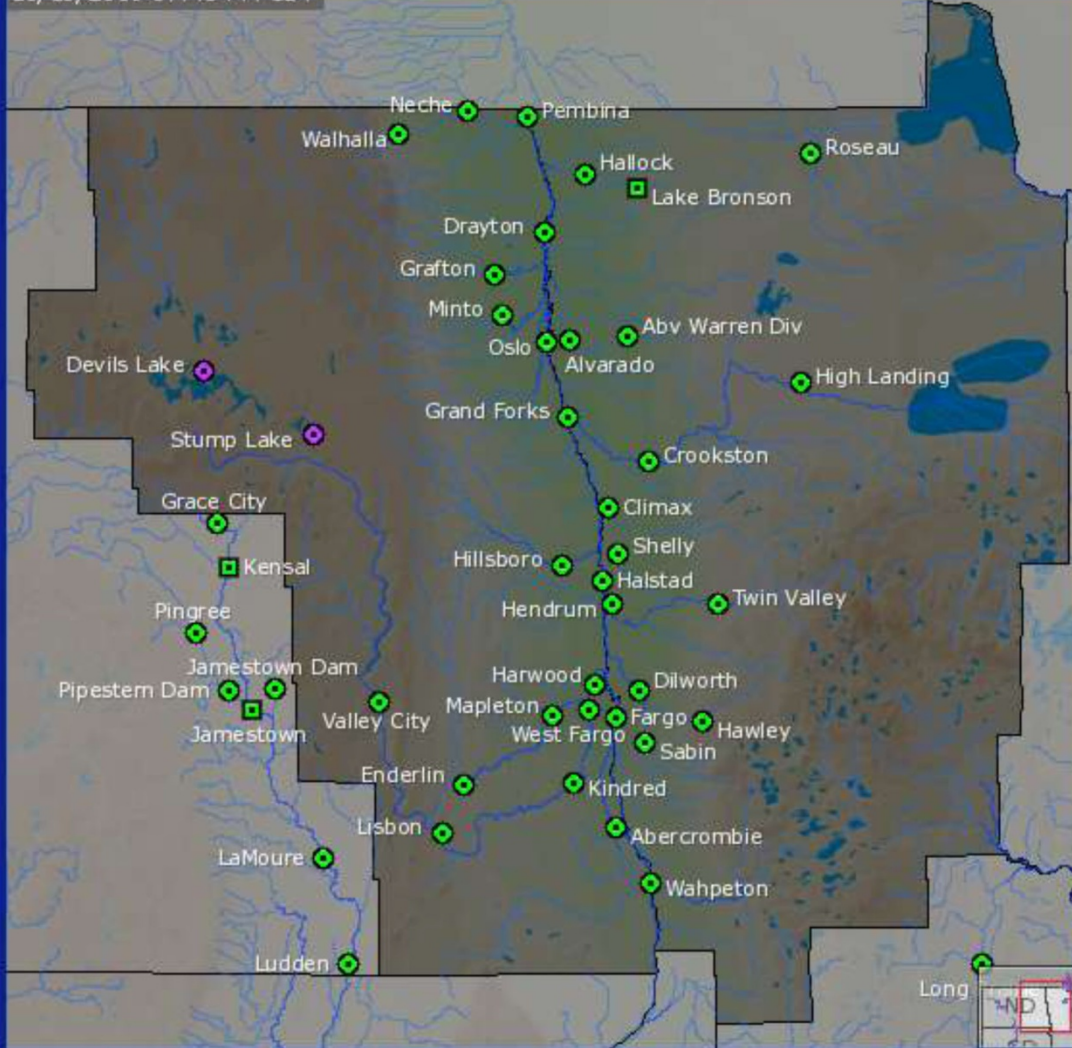 Neche
Pembina
Walhalla
Roseau
Hallock
Lake Bronson
Drayton
Grafton
Minto
Abv Warren Div
Oslo
Alvarado
Devils Lake
High Landing
Grand Forks
Stump Lake
Crookston
Grace City
Climax
Shelly
Hillsboro
Kensal
Halstad
Twin Valley
Hendrum
Pingree
Jamestown Dam
Harwood
Dilworth
Pipestem Dam
Mapleton
Valley City
Fargo
Hawley
Jamestown
West Fargo
Sabin
Enderlin
Kindred
Lisbon
Abercrombie
LaMoure
Wahpeton
Ludden
Long
ND